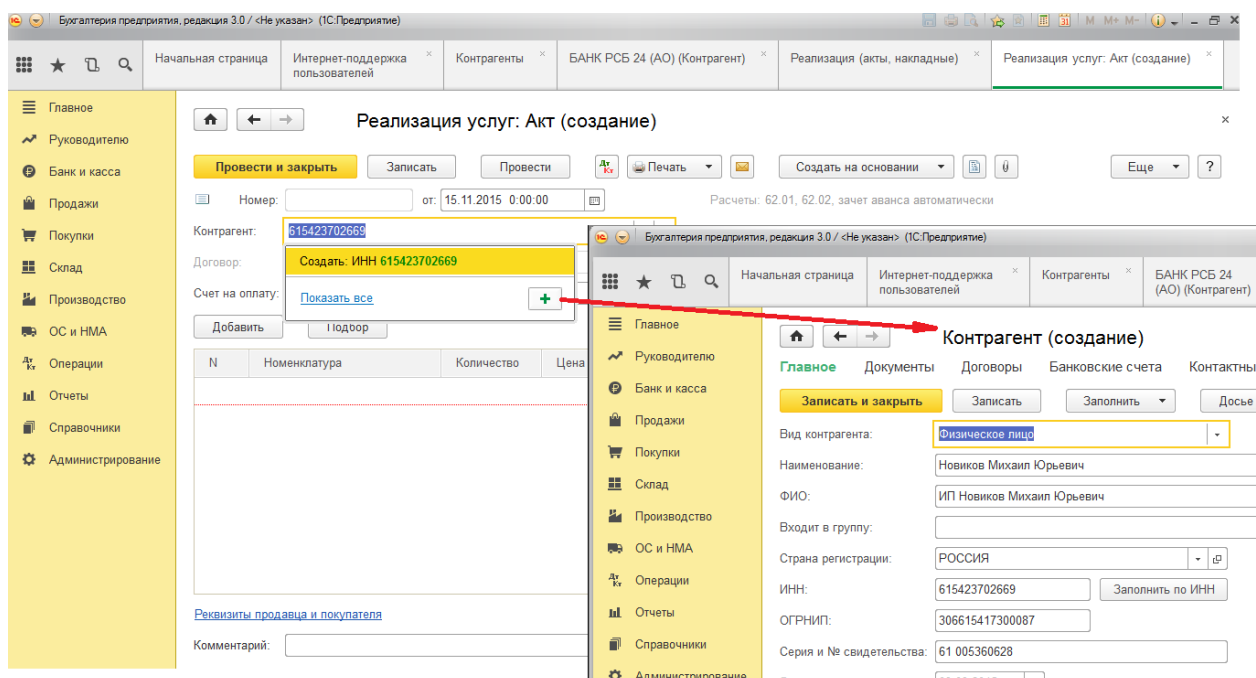 Бухгалтерия предприятия, редакция 3.0 / <Не указан> (1С:Предприятие)
M M+ M-
Начальная страница
Интернет-поддержка пользователей
Контрагенты
БАНК РСБ 24 (АО) (Контрагент)
Реализация (акты, накладные)
Реализация услуг: Акт (создание)
Главное
Руководителю
Банк и касса
Продажи
Покупки
Склад
Производство
ОС и НМА
Операции
Отчеты
Справочники
Администрирование
Реализация услуг: Акт (создание)
Провести и закрыть
Записать
Провести
Дт Кт
Печать
Создать на основании
Еще
?
Номер:
от: 15.11.2015 0:00:00
Расчеты: 62.01, 62.02, зачет аванса автоматически
Контрагент: 615423702669
Договор:
Создать: ИНН 615423702669
Счет на оплату:
Показать все
Добавить
Подбор
N Номенклатура Количество Цена
Реквизиты продавца и покупателя
Комментарий:
Бухгалтерия предприятия, редакция 3.0 / <Не указан> (1С:Предприятие)
Начальная страница
Интернет-поддержка пользователей
Контрагенты
БАНК РСБ 24 (АО) (Контрагент)
Главное
Руководителю
Банк и касса
Продажи
Покупки
Склад
Производство
ОС и НМА
Операции
Отчеты
Справочники
Администрирование
Контрагент (создание)
Главное Документы Договоры Банковские счета Контактны
Записать и закрыть
Записать
Заполнить
Досье
Вид контрагента: Физическое лицо
Наименование: Новиков Михаил Юрьевич
ФИО: ИП Новиков Михаил Юрьевич
Входит в группу:
Страна регистрации: РОССИЯ
ИНН: 615423702669
Заполнить по ИНН
ОГРНИП: 306615417300087
Серия и № свидетельства: 61 005360628